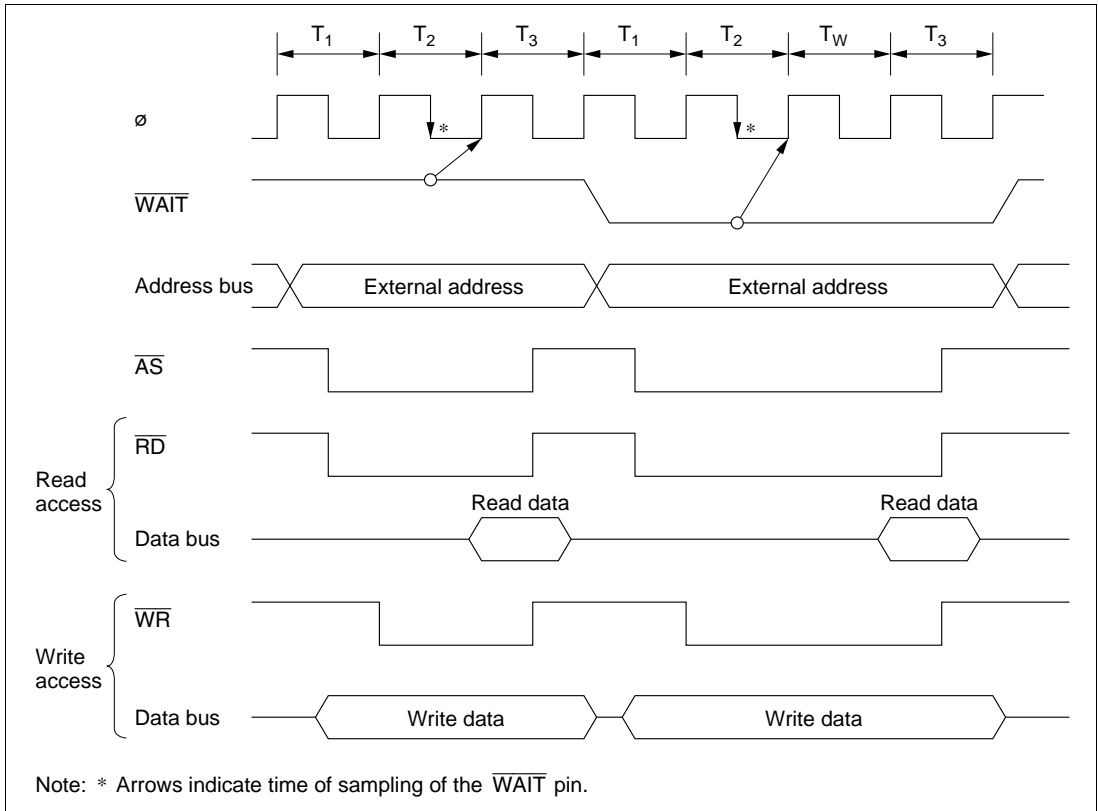 T1 T2 T3 T1 T2 TW T3
ø
* *
WAIT
Address bus External address External address
AS
RD
Read access
Read data Read data
Data bus
WR
Write access
Data bus Write data Write data
Note: * Arrows indicate time of sampling of the WAIT pin.